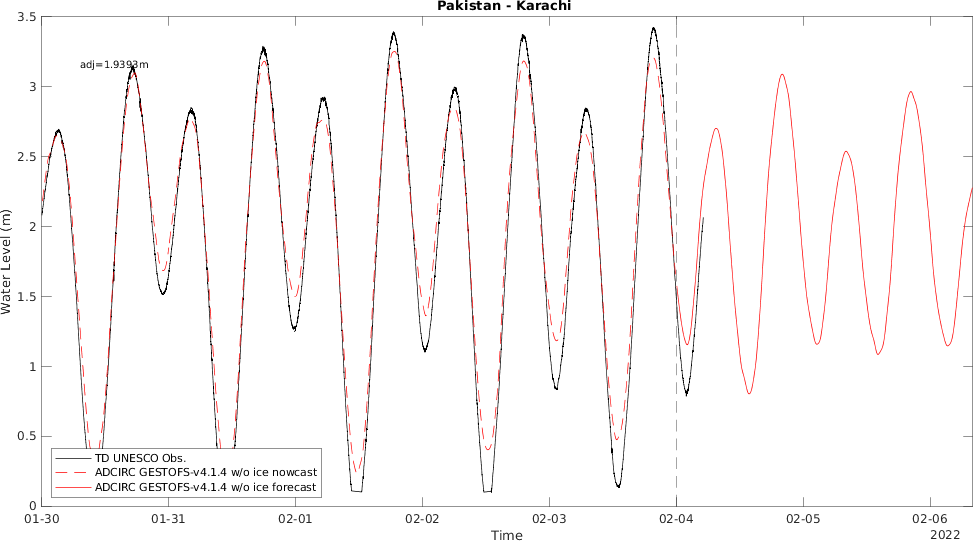 Pakistan - Karachi
3.5
adj=1.9393m
3
2.5
2
1.5
1
0.5
0
Water Level (m)
TD UNESCO Obs.
ADCIRC GESTOFS-v4.1.4 w/o ice nowcast
ADCIRC GESTOFS-v4.1.4 w/o ice forecast
01-30 01-31 02-01 02-02 02-03 02-04 02-05 02-06
Time
2022